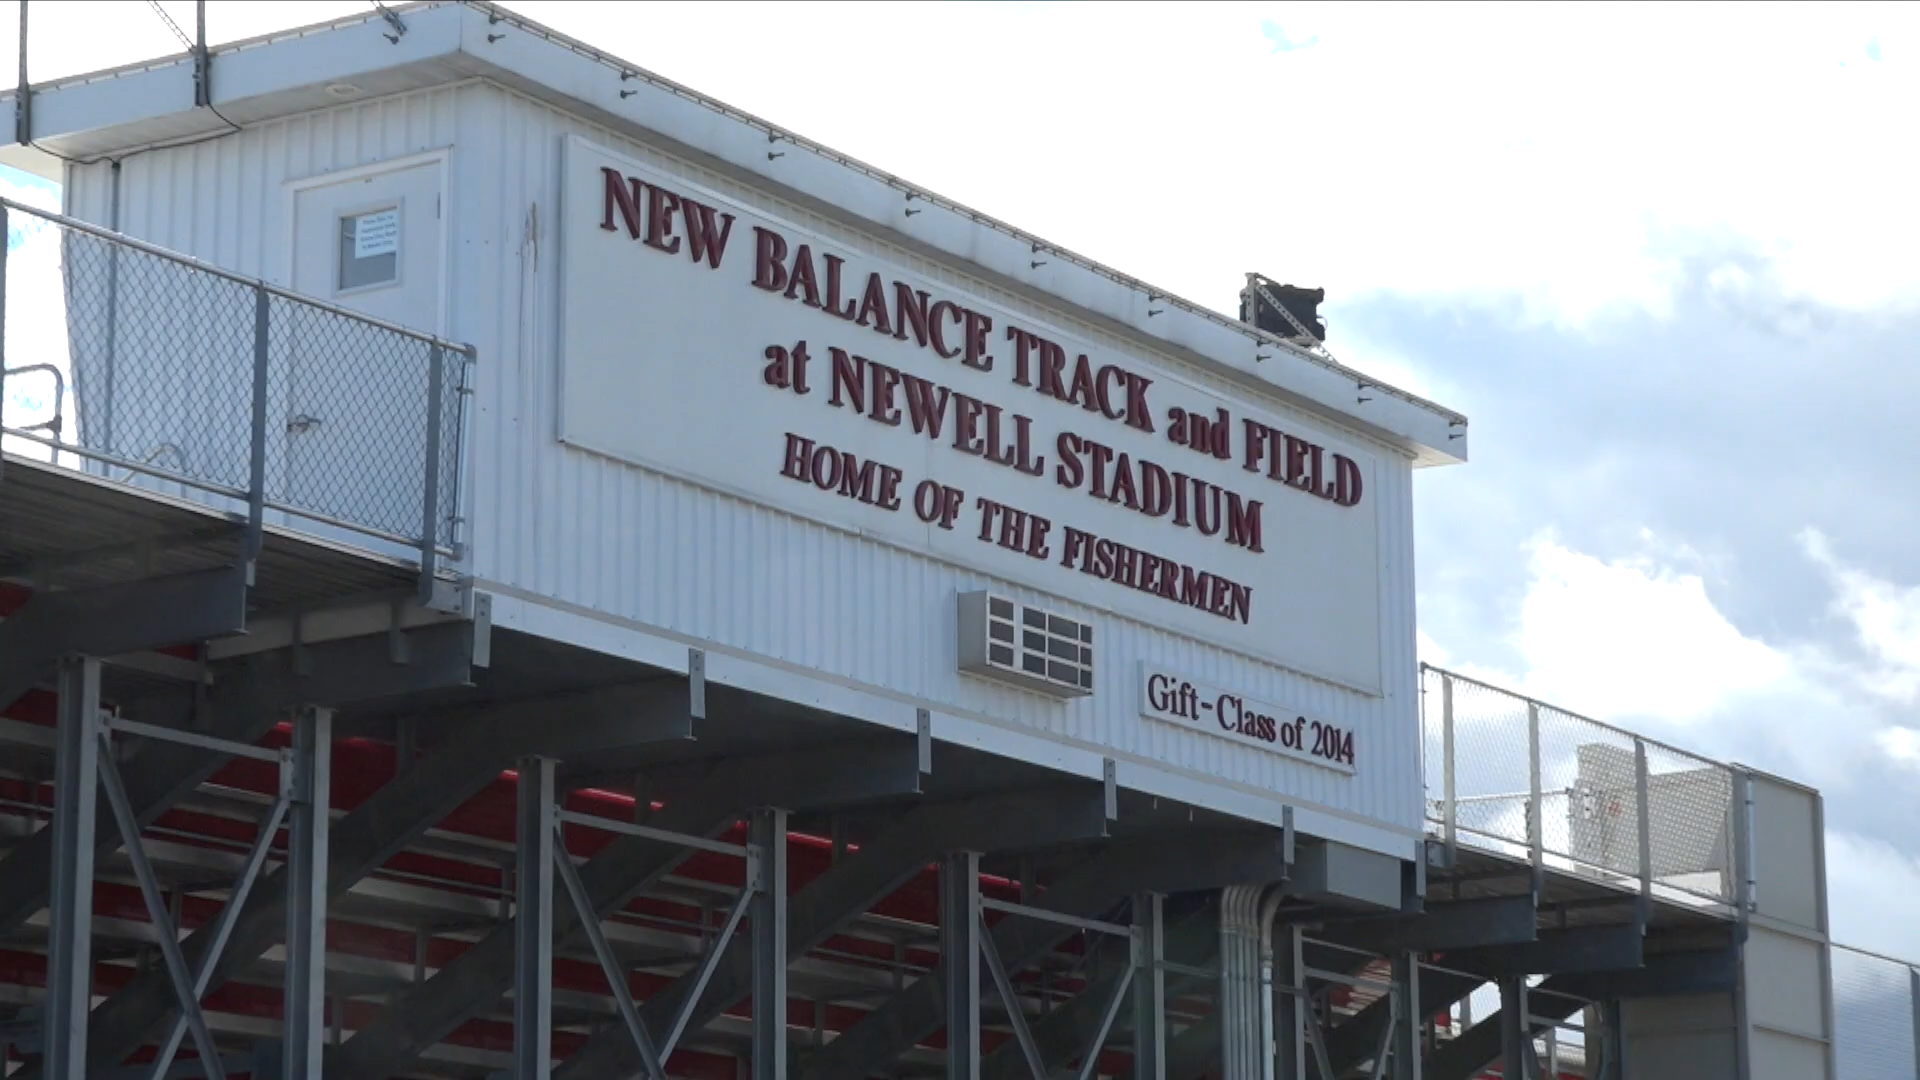 NEW BALANCE TRACK and FIELD
at NEWELL STADIUM
HOME OF THE FISHERMEN
Gift-Class of 2014